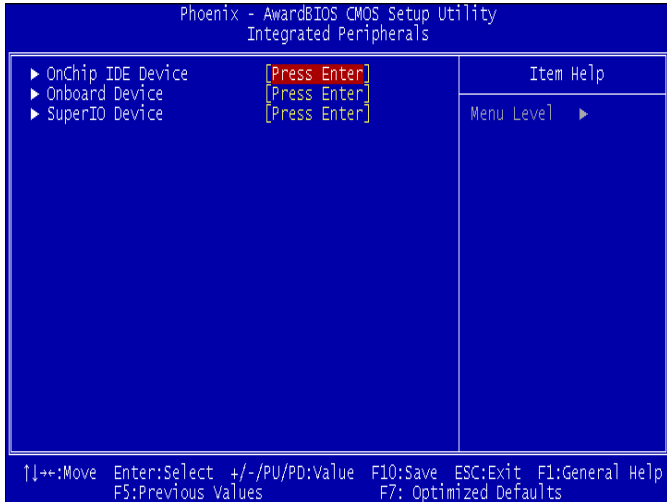 Phoenix - AwardBIOS CMOS Setup Utility
Integrated Peripherals
▶ OnChip IDE Device [Press Enter]
▶ Onboard Device [Press Enter]
▶ SuperIO Device [Press Enter]
Item Help
Menu Level ▶
↑↓→←:Move Enter:Select +/-/PU/PD:Value F10:Save ESC:Exit F1:General Help
F5:Previous Values F7: Optimized Defaults